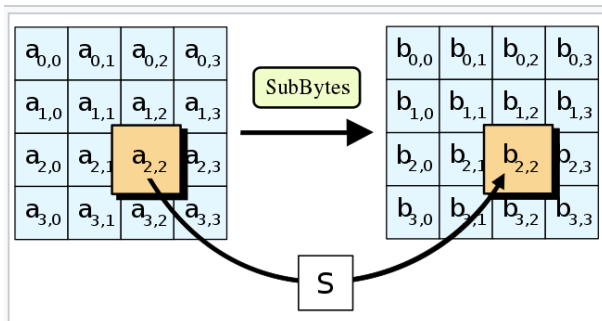 a0,0 a0,1 a0,2 a0,3
b0,0 b0,1 b0,2 b0,3
SubBytes
a1,0 a1,1 a1,2 a1,3
b1,0 b1,1 b1,2 b1,3
a2,0 a2,1 a2,2 a2,3
b2,0 b2,1 b2,2 b2,3
a3,0 a3,1 a3,2 a3,3
b3,0 b3,1 b3,2 b3,3
S